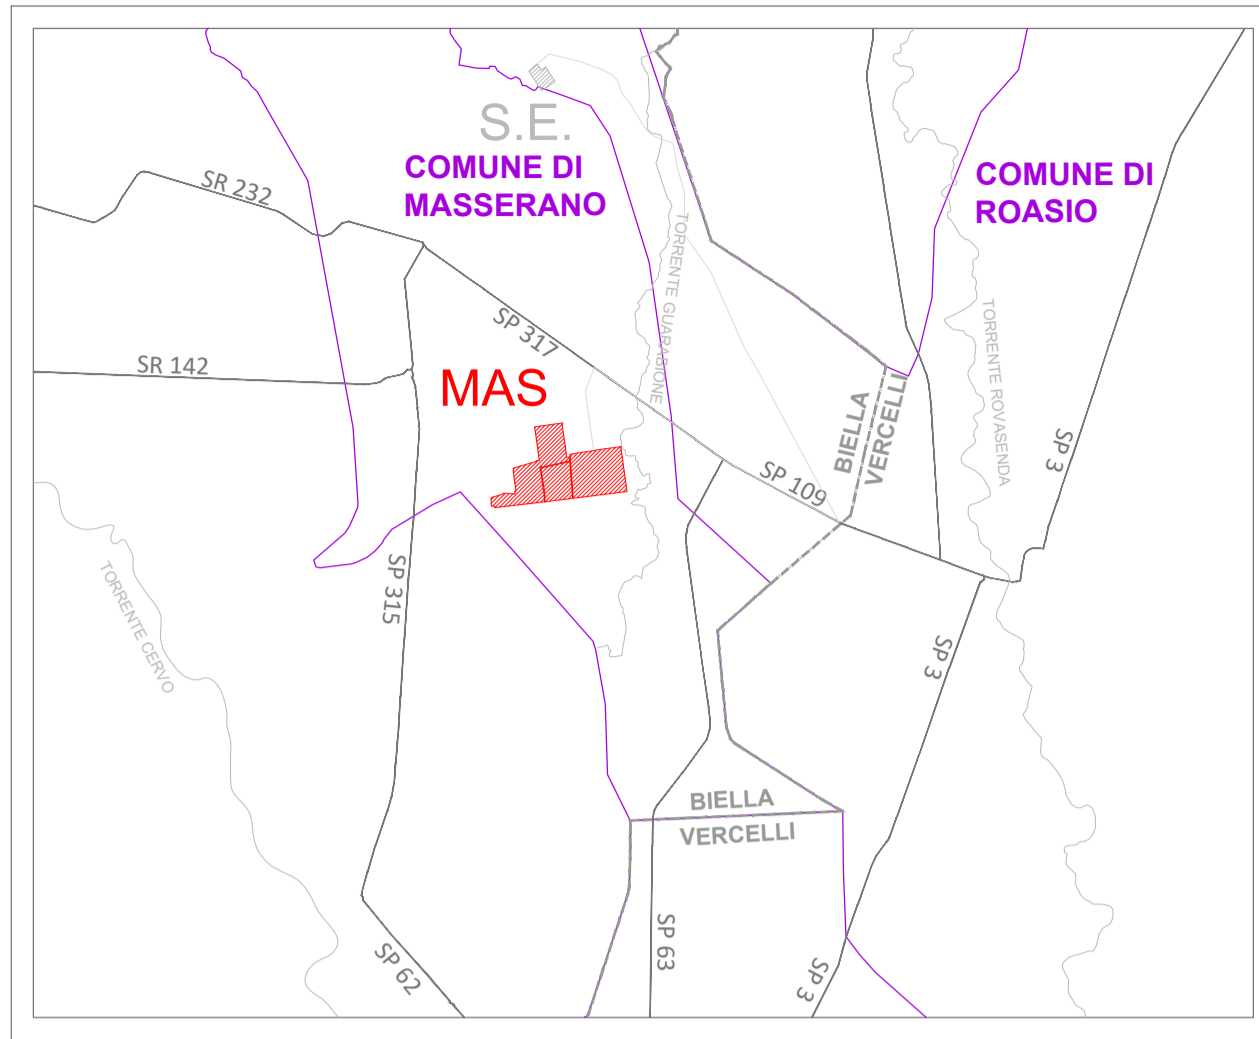 S.E.
COMUNE DI
MASSERANO
COMUNE DI
ROASIO
SR 232
TORRENTE GUARABIONE
TORRENTE ROVASENDA
SP 317
SR 142
MAS
BIELLA
VERCELLI
SP 3
SP 109
SP 315
TORRENTE CERVO
SP 3
BIELLA
VERCELLI
SP 63
SP 62
SP 3